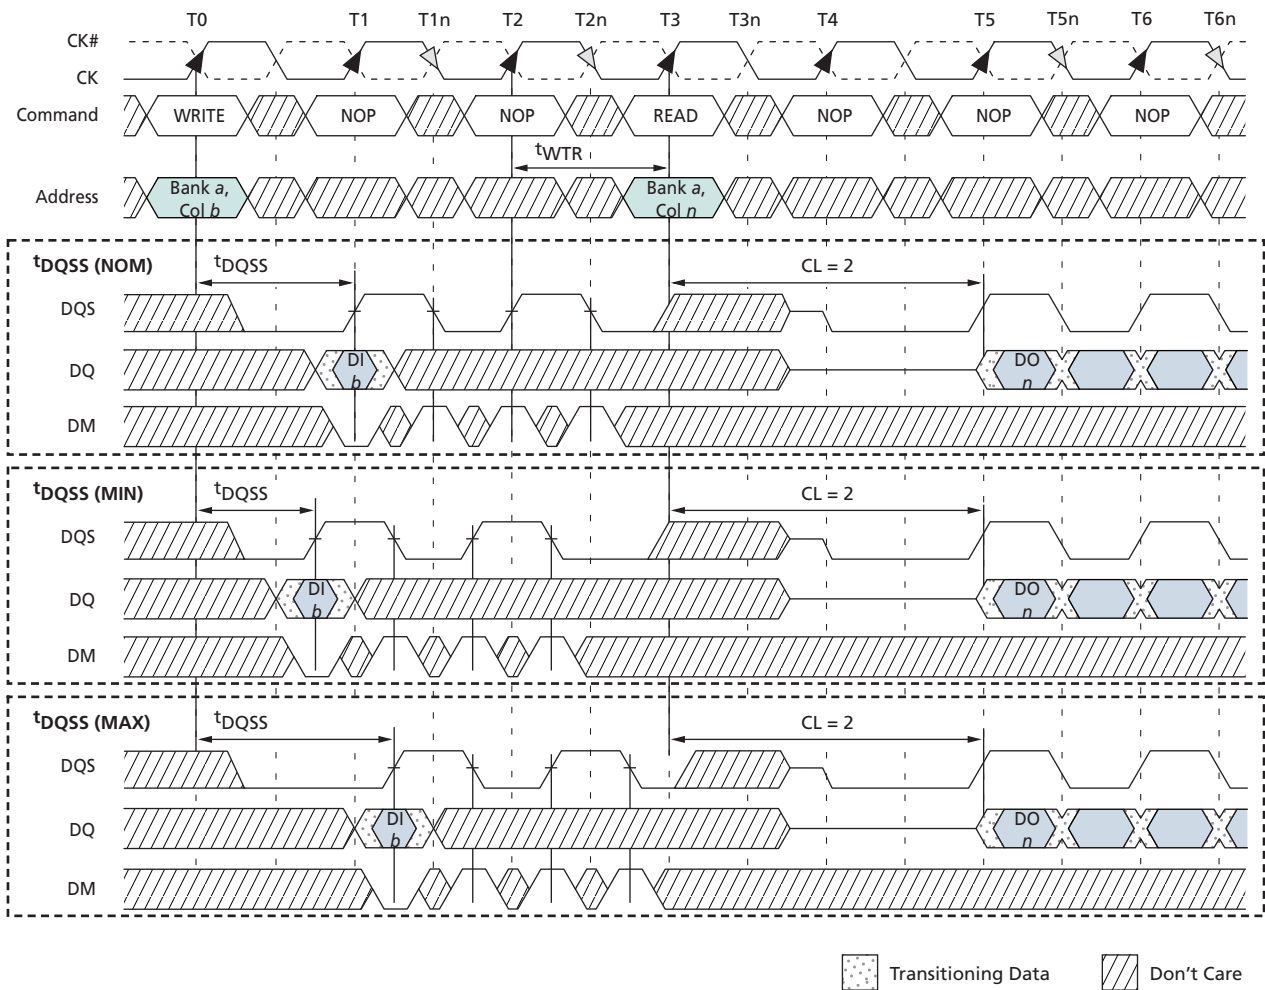 T0 T1 T1n T2 T2n T3 T3n T4 T5 T5n T6 T6n
CK#
CK
Command WRITE NOP NOP READ NOP NOP NOP
tWTR
Address Bank a, Col b Bank a, Col n
tDQSS (NOM) tDQSS CL = 2
DQS
DQ DI b DO n
DM
tDQSS (MIN) tDQSS CL = 2
DQS
DQ DI b DO n
DM
tDQSS (MAX) tDQSS CL = 2
DQS
DQ DI b DO n
DM
Transitioning Data Don't Care